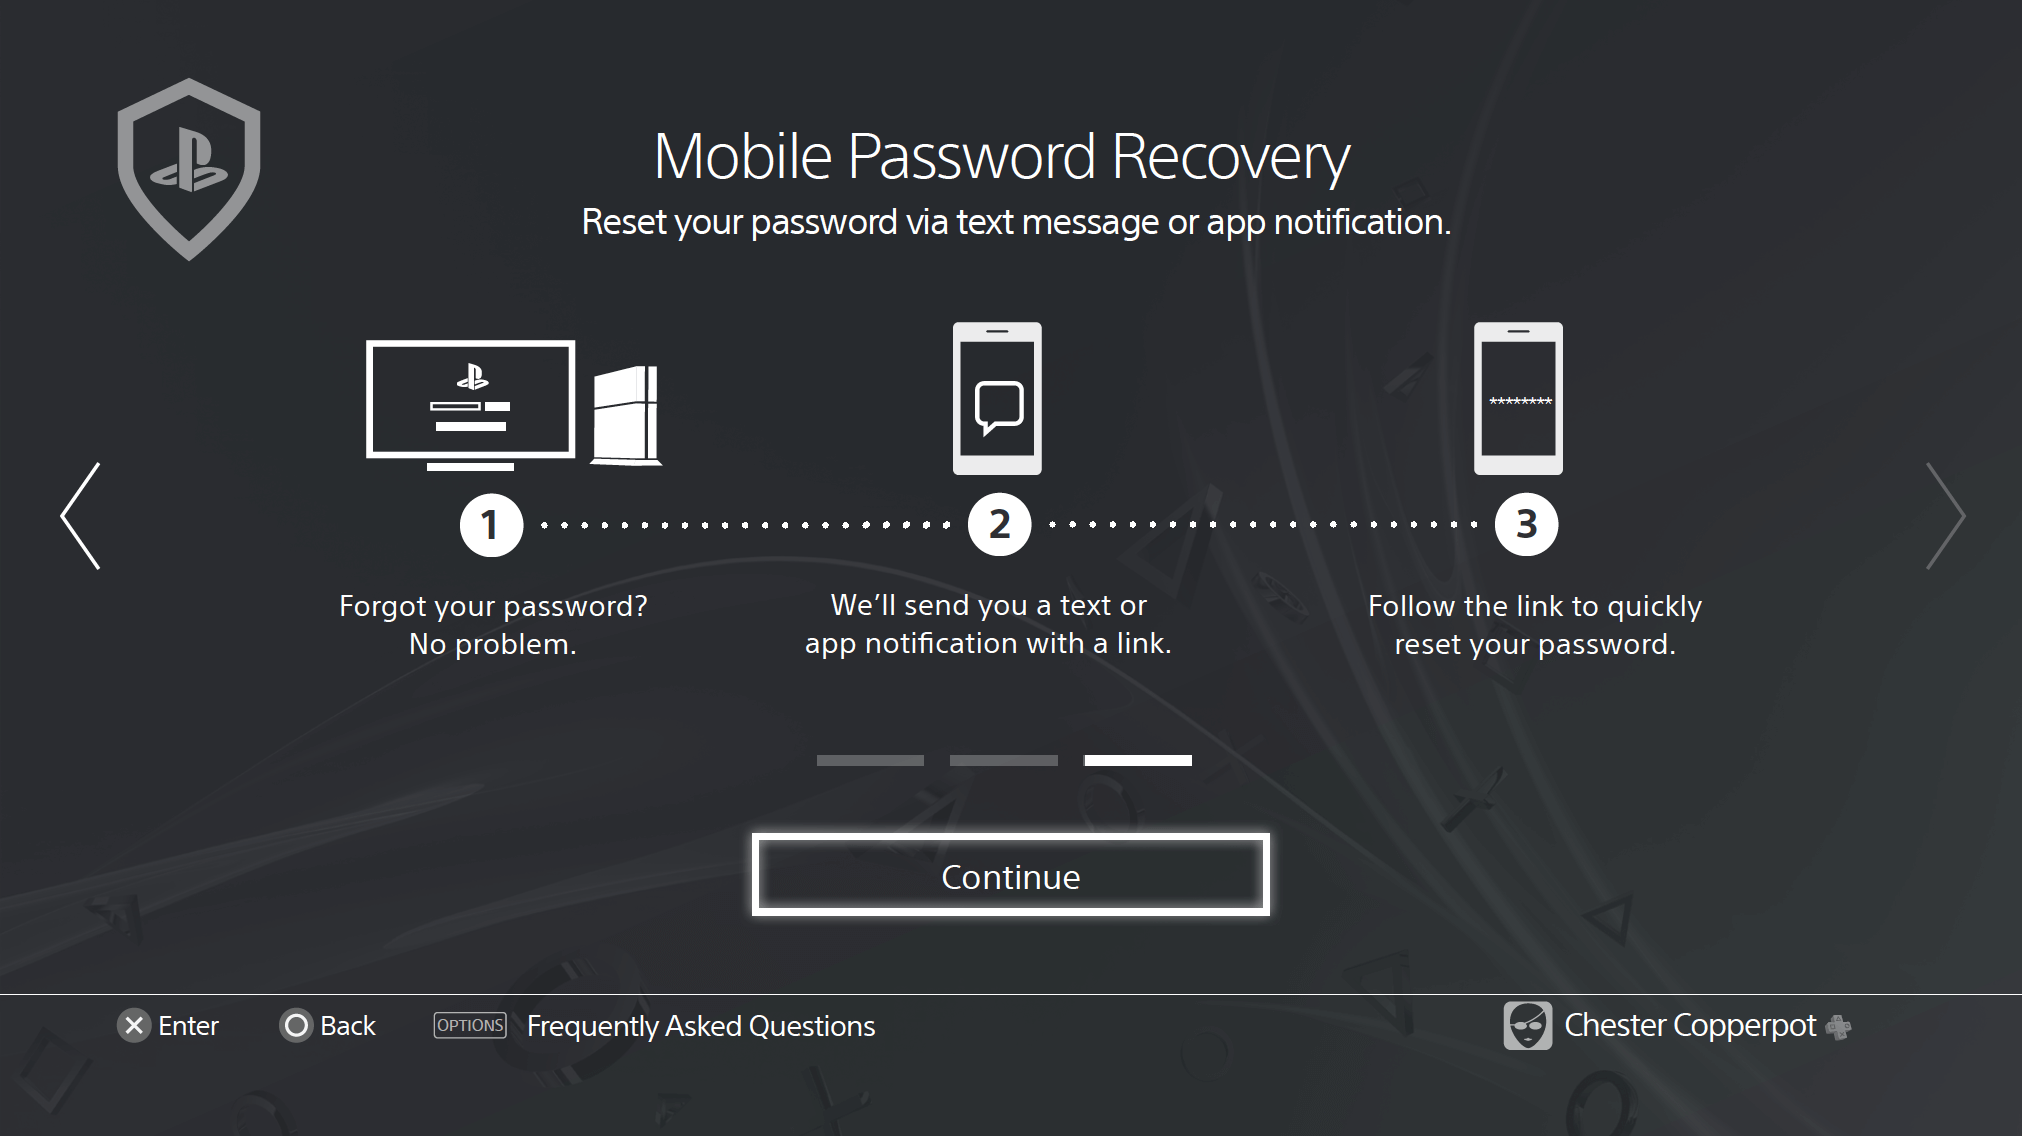 Mobile Password Recovery
Reset your password via text message or app notification.
********
1
2
3
Forgot your password?
No problem.
We'll send you a text or
app notification with a link.
Follow the link to quickly
reset your password.
Continue
Enter
Back
OPTIONS
Frequently Asked Questions
Chester Copperpot